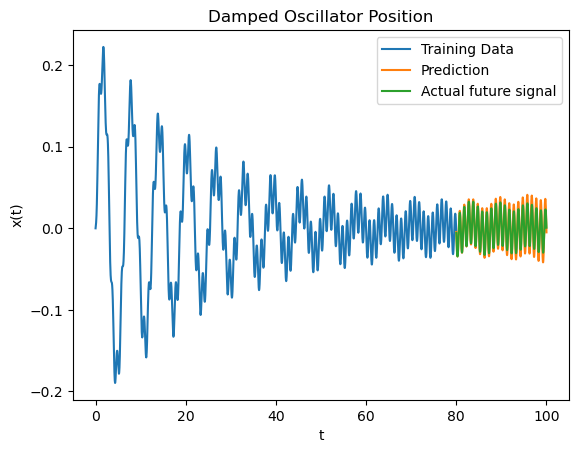 Damped Oscillator Position
Training Data
Prediction
Actual future signal
0.2
0.1
0.0
−0.1
−0.2
x(t)
0
20
40
60
80
100
t